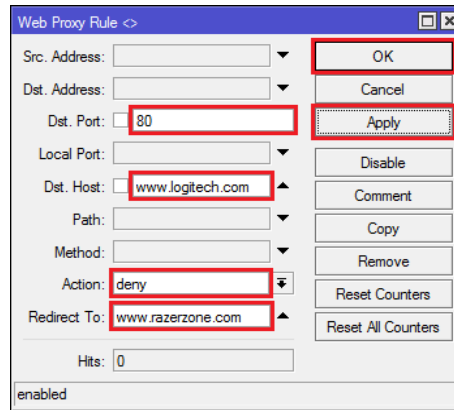 Web Proxy Rule <>
Src. Address:
OK
Dst. Address:
Cancel
Dst. Port: 80
Apply
Local Port:
Disable
Dst. Host: www.logitech.com
Comment
Path:
Copy
Method:
Remove
Action: deny
Reset Counters
Redirect To: www.razerzone.com
Reset All Counters
Hits: 0
enabled